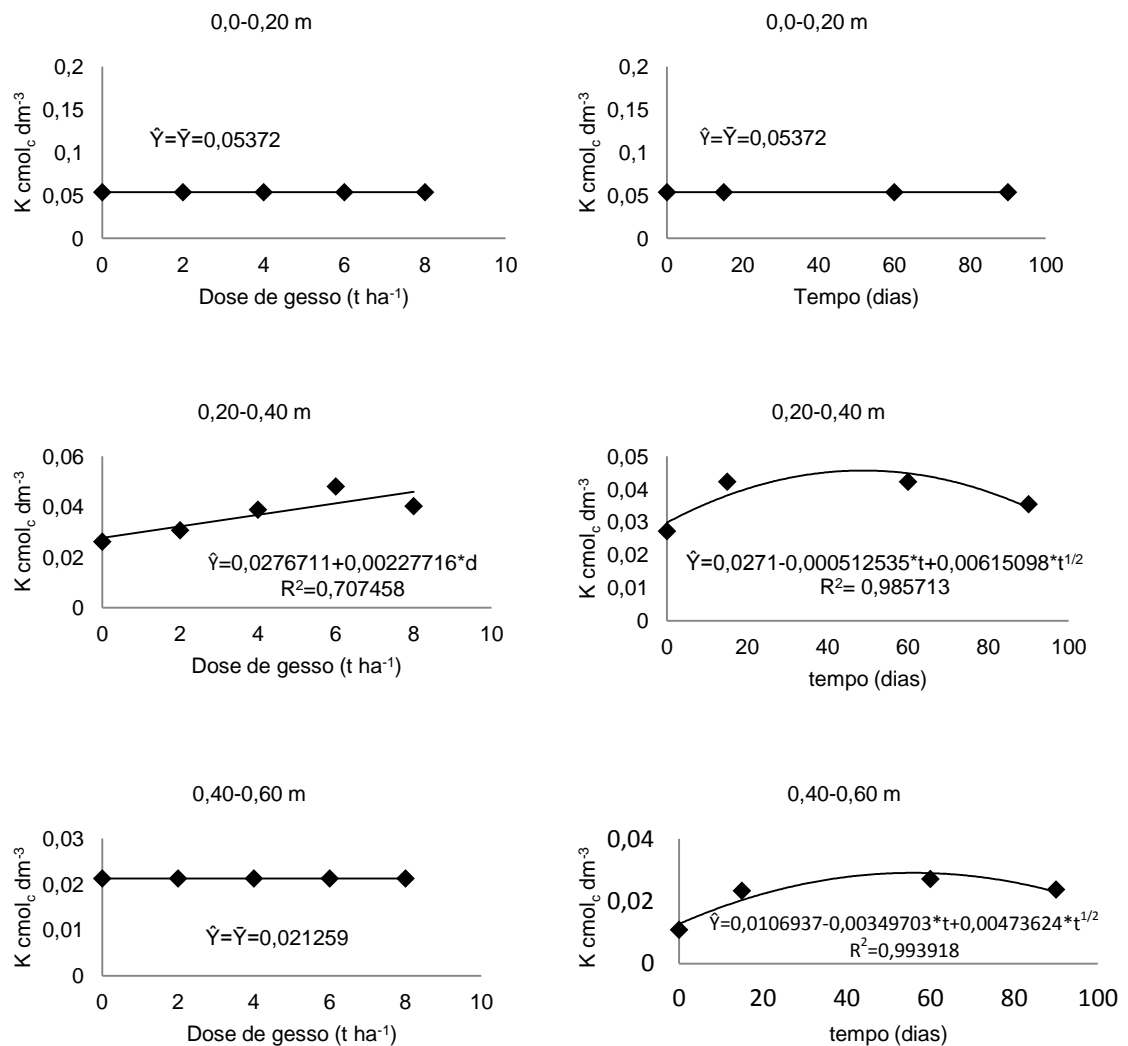 0,0-0,20 m
K cmolc dm-3
0,2
0,15
0,1
0,05
0
Ŷ=Ȳ=0,05372
0 2 4 6 8 10
Dose de gesso (t ha-1)
0,0-0,20 m
K cmolc dm-3
0,2
0,15
0,1
0,05
0
Ŷ=Ȳ=0,05372
0 20 40 60 80 100
Tempo (dias)
0,20-0,40 m
K cmolc dm-3
0,06
0,04
0,02
0
Ŷ=0,0276711+0,00227716*d
R2=0,707458
0 2 4 6 8 10
Dose de gesso (t ha-1)
0,20-0,40 m
K cmolc dm-3
0,05
0,04
0,03
0,02
0,01
0
Ŷ=0,0271-0,000512535*t+0,00615098*t1/2
R2= 0,985713
0 20 40 60 80 100
tempo (dias)
0,40-0,60 m
K cmolc dm-3
0,03
0,02
0,01
0
Ŷ=Ȳ=0,021259
0 2 4 6 8 10
Dose de gesso (t ha-1)
0,40-0,60 m
K cmolc dm-3
0,04
0,02
0
Ŷ=0,0106937-0,00349703*t+0,00473624*t1/2
R2=0,993918
0 20 40 60 80 100
tempo (dias)